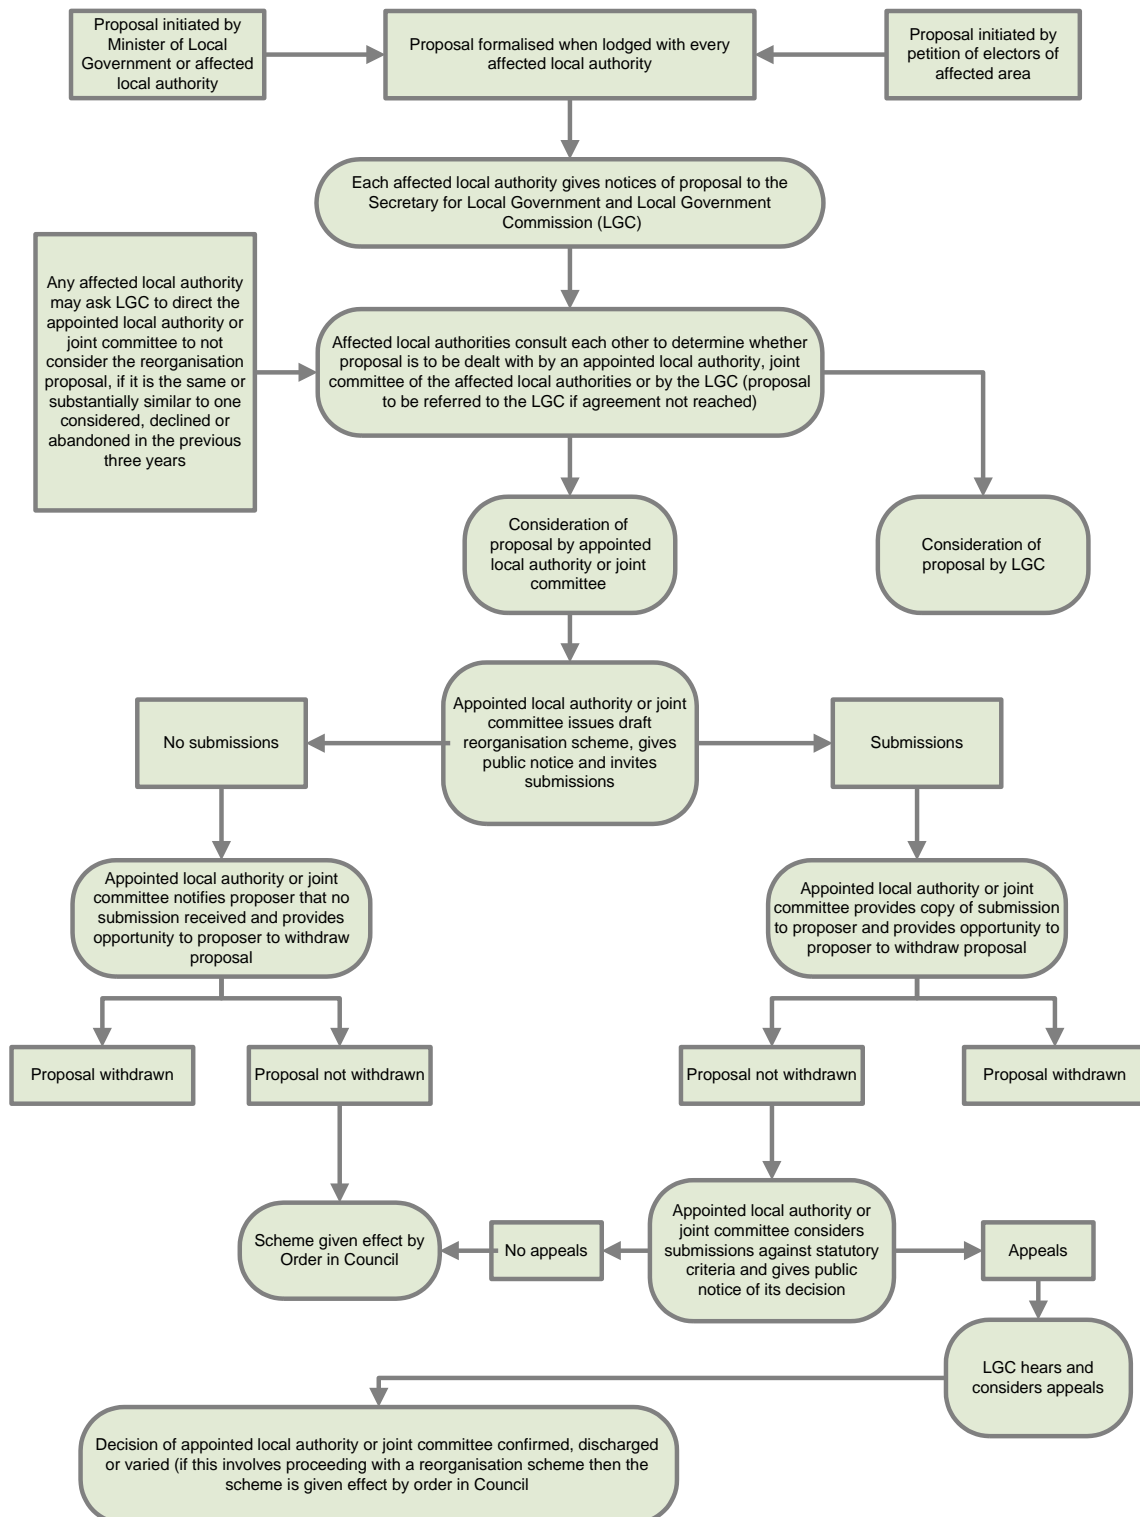 Proposal initiated by
Minister of Local
Government or affected
local authority
Proposal formalised when lodged with every
affected local authority
Proposal initiated by
petition of electors of
affected area
Each affected local authority gives notices of proposal to the
Secretary for Local Government and Local Government
Commission (LGC)
Any affected local authority
may ask LGC to direct the
appointed local authority or
joint committee to not
consider the reorganisation
proposal, if it is the same or
substantially similar to one
considered, declined or
abandoned in the previous
three years
Affected local authorities consult each other to determine whether
proposal is to be dealt with by an appointed local authority, joint
committee of the affected local authorities or by the LGC (proposal
to be referred to the LGC if agreement not reached)
Consideration of
proposal by appointed
local authority or joint
committee
Consideration of
proposal by LGC
No submissions
Appointed local authority or joint
committee issues draft
reorganisation scheme, gives
public notice and invites
submissions
Submissions
Appointed local authority or joint
committee notifies proposer that no
submission received and provides
opportunity to proposer to withdraw
proposal
Appointed local authority or joint
committee provides copy of submission
to proposer and provides opportunity to
proposer to withdraw proposal
Proposal withdrawn
Proposal not withdrawn
Proposal not withdrawn
Proposal withdrawn
Scheme given effect by
Order in Council
No appeals
Appointed local authority or
joint committee considers
submissions against statutory
criteria and gives public
notice of its decision
Appeals
LGC hears and
considers appeals
Decision of appointed local authority or joint committee confirmed, discharged
or varied (if this involves proceeding with a reorganisation scheme then the
scheme is given effect by order in Council